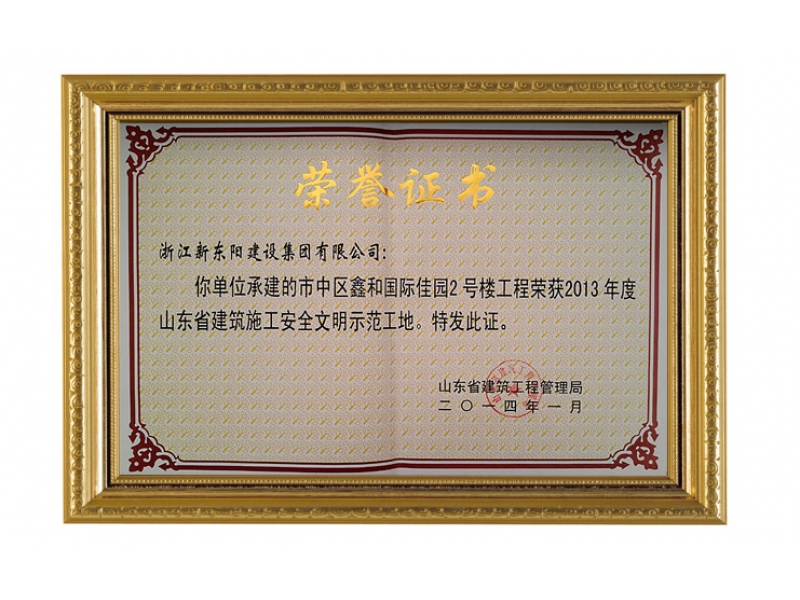 荣誉证书
浙江新东阳建设集团有限公司:
你单位承建的市中区鑫和国际佳园2号楼工程荣获2013年度
山东省建筑施工安全文明示范工地。特发此证。
山东省建筑工程管理局
二〇一四年一月